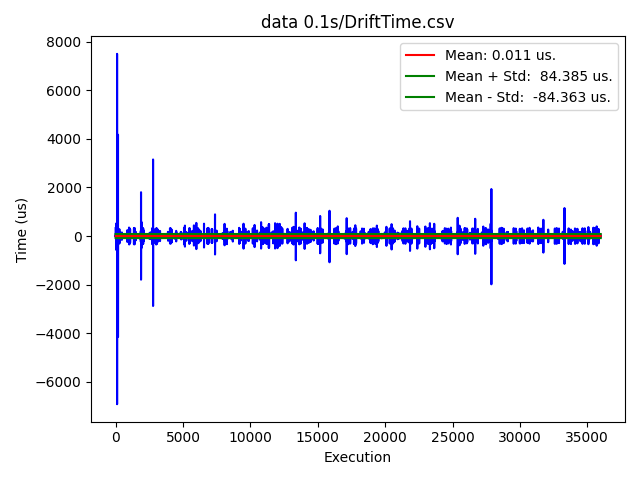 data 0.1s/DriftTime.csv
Mean: 0.011 us.
Mean + Std:  84.385 us.
Mean - Std:  -84.363 us.
Time (us)
8000
6000
4000
2000
0
−2000
−4000
−6000
0 5000 10000 15000 20000 25000 30000 35000
Execution